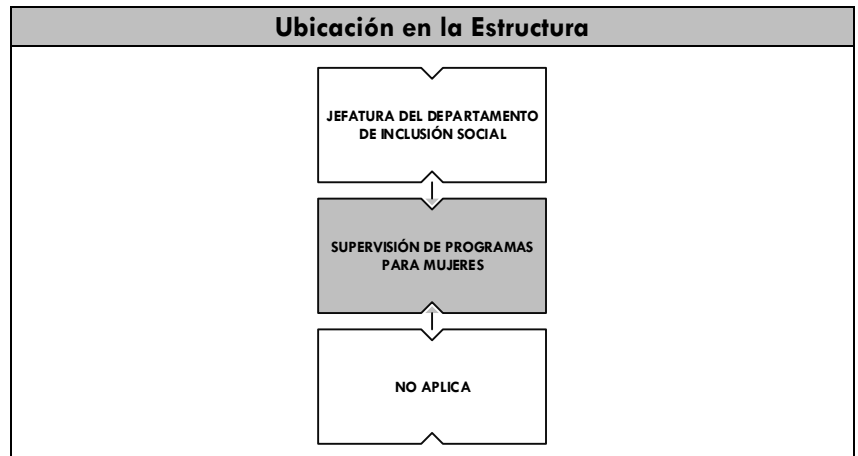 Ubicación en la Estructura
JEFATURA DEL DEPARTAMENTO
DE INCLUSIÓN SOCIAL
SUPERVISIÓN DE PROGRAMAS
PARA MUJERES
NO APLICA